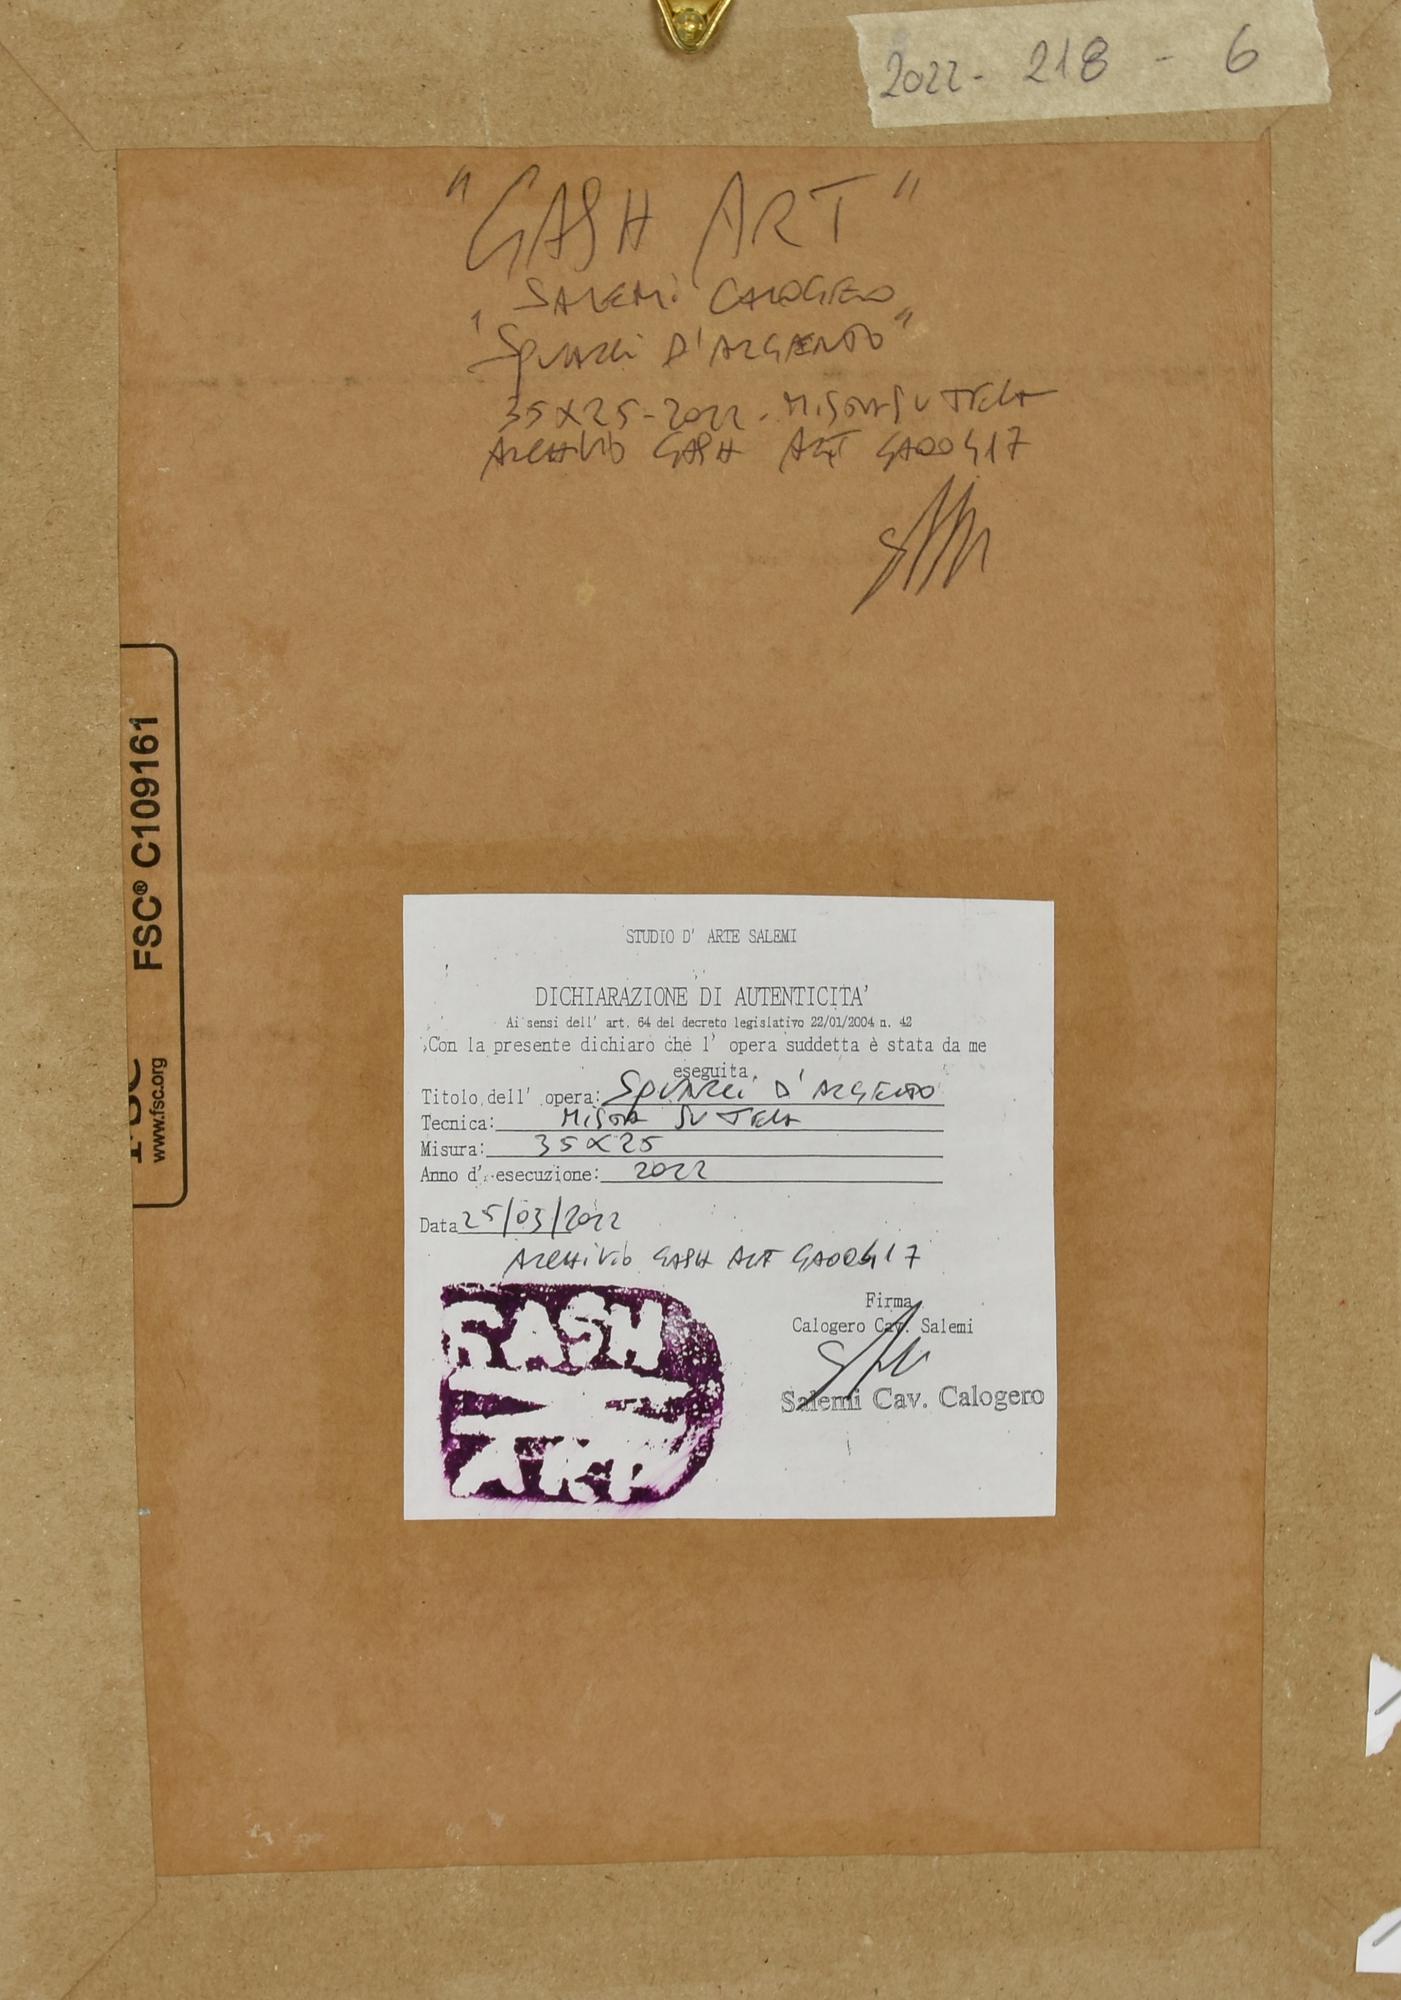 2022 - 218 - 6
"GASH ART"
SALEMI CALOGERO
"SQUARCI D'ARGENTO"
35X25-2022. MISTA SU TELA
ARCHIVIO GASH ART GA00417
FSC® C109161
www.fsc.org
STUDIO D' ARTE SALEMI
DICHIARAZIONE DI AUTENTICITA'
Ai sensi dell' art. 64 del decreto legislativo 22/01/2004 n. 42
Con la presente dichiaro che l' opera suddetta è stata da me
eseguita.
Titolo dell' opera: SQUARCI D'ARGENTO
Tecnica: MISTA SU TELA
Misura: 35X25
Anno d' esecuzione: 2022
Data 25/03/2022
ARCHIVIO GASH ART GA00417
GASH
ART
Firma
Calogero Cav. Salemi
Salemi Cav. Calogero